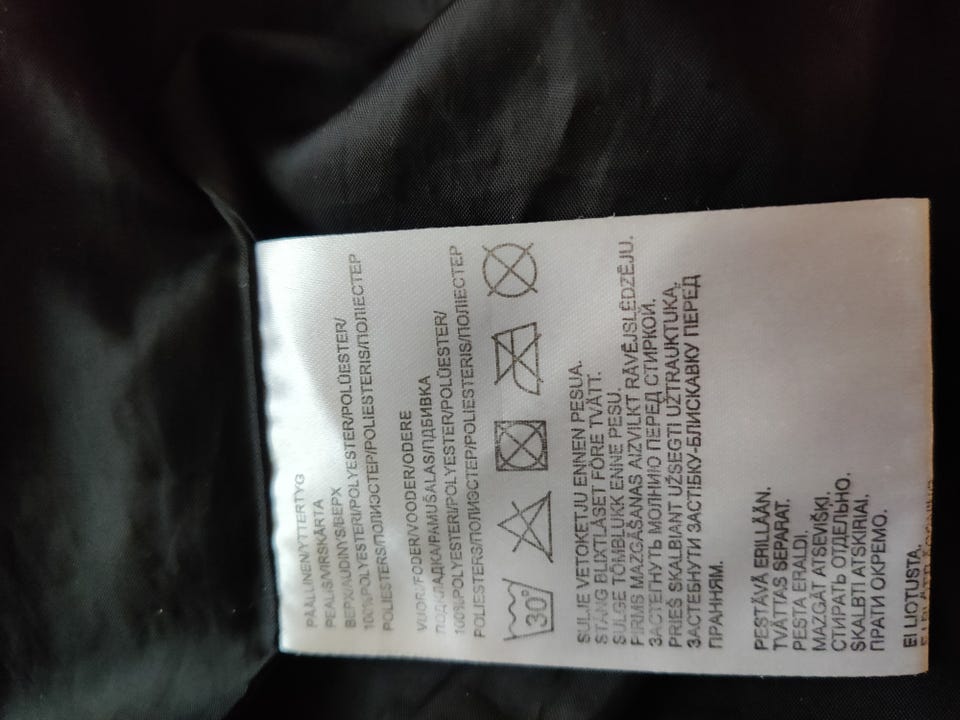 PÄÄLLINEN/YTTERTYG
PEALIS/VIRSKĀRTA
ВЕРХ/AUDINYS/ВЕРХ
100%POLYESTERI/POLYESTER/POLÜESTER/
POLIESTERS/ПОЛИЭСТЕР/POLIESTERIS/ПОЛІЕСТЕР
VUORI/FODER/VOODER/ODERE
ПОДКЛАДКА/PAMUŠALAS/ПІДБИВКА
100%POLYESTERI/POLYESTER/POLÜESTER/
POLIESTERS/ПОЛИЭСТЕР/POLIESTERIS/ПОЛІЕСТЕР
30°
SULJE VETOKETJU ENNEN PESUA.
STÄNG BLIXTLÅSET FÖRE TVÄTT.
SULGE TÕMBLUKK ENNE PESU.
PIRMS MAZGĀŠANAS AIZVILKT RĀVĒJSLĒDZĒJU.
ЗАСТЕГНУТЬ МОЛНИЮ ПЕРЕД СТИРКОЙ.
PRIEŠ SKALBIANT UŽSEGTI UŽTRAUKTUKĄ.
ЗАСТЕБНУТИ ЗАСТІБКУ-БЛИСКАВКУ ПЕРЕД
ПРАННЯМ.
PESTÄVÄ ERILLÄÄN.
TVÄTTAS SEPARAT.
PESTA ERALDI.
MAZGĀT ATSEVIŠĶI.
СТИРАТЬ ОТДЕЛЬНО.
SKALBTI ATSKIRIAI.
ПРАТИ ОКРЕМО.
EI LIOTUSTA.